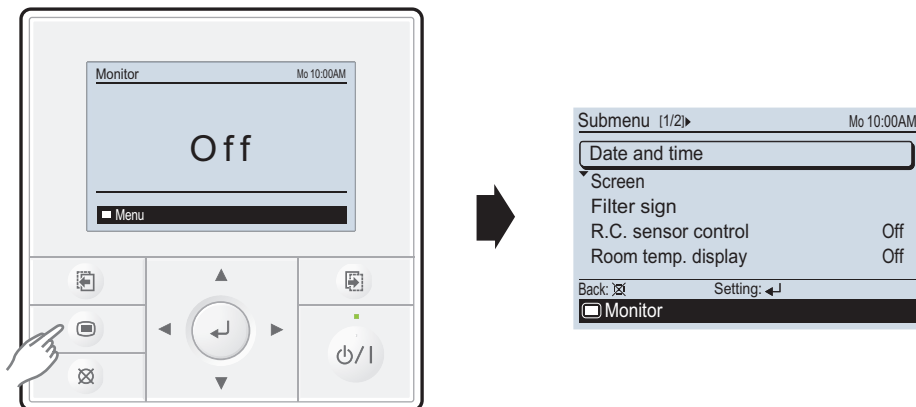 Monitor Mo 10:00AM
Off
Menu
Submenu [1/2] Mo 10:00AM
Date and time
Screen
Filter sign
R.C. sensor control Off
Room temp. display Off
Back: Setting:
Monitor